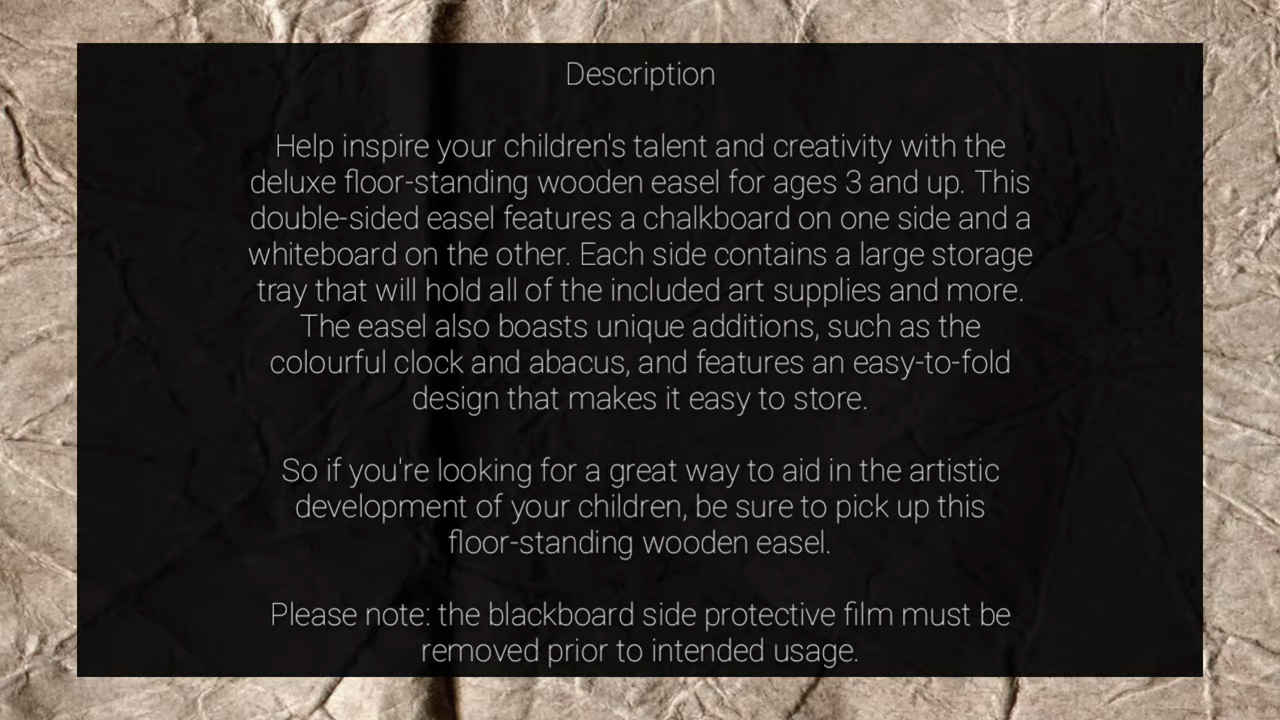 Description
Help inspire your children's talent and creativity with the
deluxe floor-standing wooden easel for ages 3 and up. This
double-sided easel features a chalkboard on one side and a
whiteboard on the other. Each side contains a large storage
tray that will hold all of the included art supplies and more.
The easel also boasts unique additions, such as the
colourful clock and abacus, and features an easy-to-fold
design that makes it easy to store.
So if you're looking for a great way to aid in the artistic
development of your children, be sure to pick up this
floor-standing wooden easel.
Please note: the blackboard side protective film must be
removed prior to intended usage.